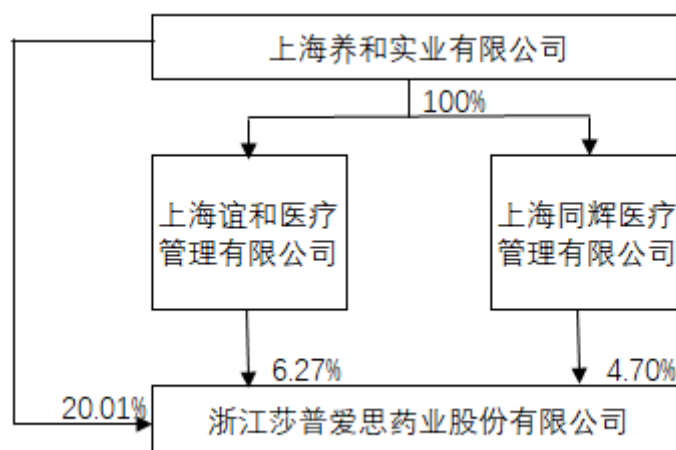 上海养和实业有限公司
100%
上海谊和医疗
管理有限公司
上海同辉医疗
管理有限公司
6.27%
4.70%
20.01%
浙江莎普爱思药业股份有限公司